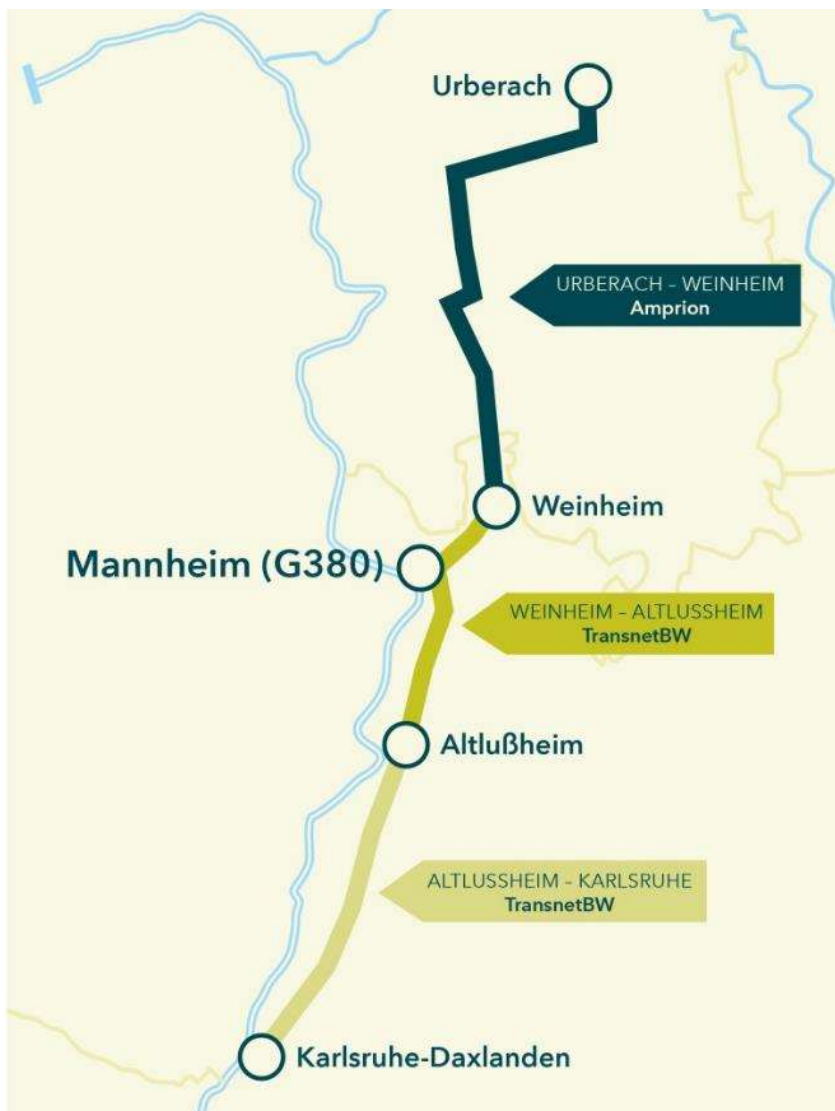 Urberach
URBERACH – WEINHEIM
Amprion
Weinheim
Mannheim (G380)
WEINHEIM – ALTLUSSHEIM
TransnetBW
Altlußheim
ALTLUSSHEIM – KARLSRUHE
TransnetBW
Karlsruhe-Daxlanden